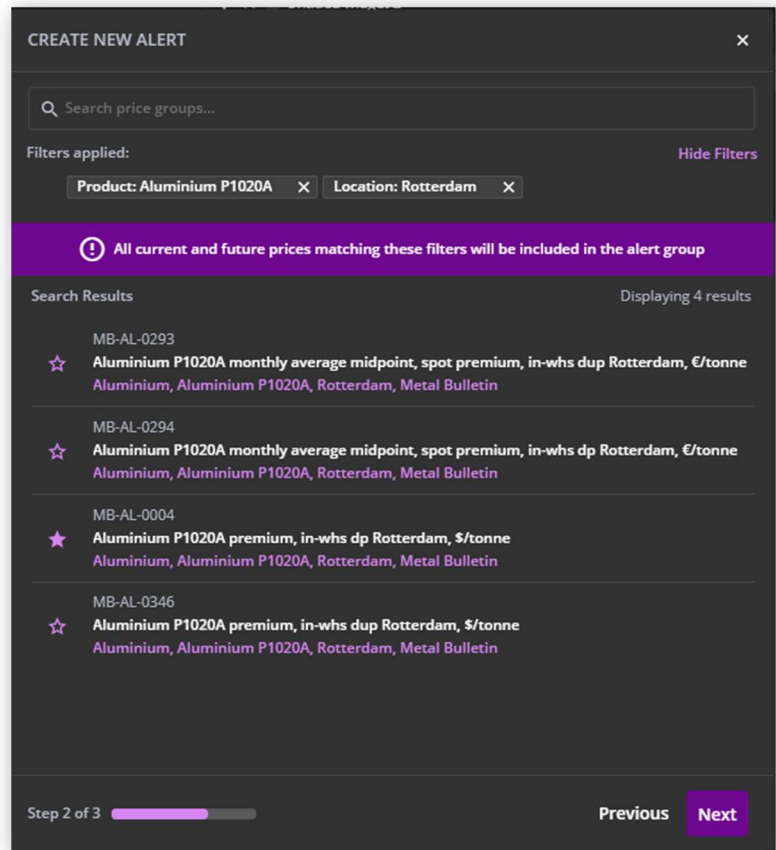 CREATE NEW ALERT
Search price groups...
Filters applied:
Hide Filters
Product: Aluminium P1020A
Location: Rotterdam
All current and future prices matching these filters will be included in the alert group
Search Results
Displaying 4 results
MB-AL-0293
Aluminium P1020A monthly average midpoint, spot premium, in-whs dup Rotterdam, €/tonne
Aluminium, Aluminium P1020A, Rotterdam, Metal Bulletin
MB-AL-0294
Aluminium P1020A monthly average midpoint, spot premium, in-whs dp Rotterdam, €/tonne
Aluminium, Aluminium P1020A, Rotterdam, Metal Bulletin
MB-AL-0004
Aluminium P1020A premium, in-whs dp Rotterdam, $/tonne
Aluminium, Aluminium P1020A, Rotterdam, Metal Bulletin
MB-AL-0346
Aluminium P1020A premium, in-whs dup Rotterdam, $/tonne
Aluminium, Aluminium P1020A, Rotterdam, Metal Bulletin
Step 2 of 3
Previous
Next